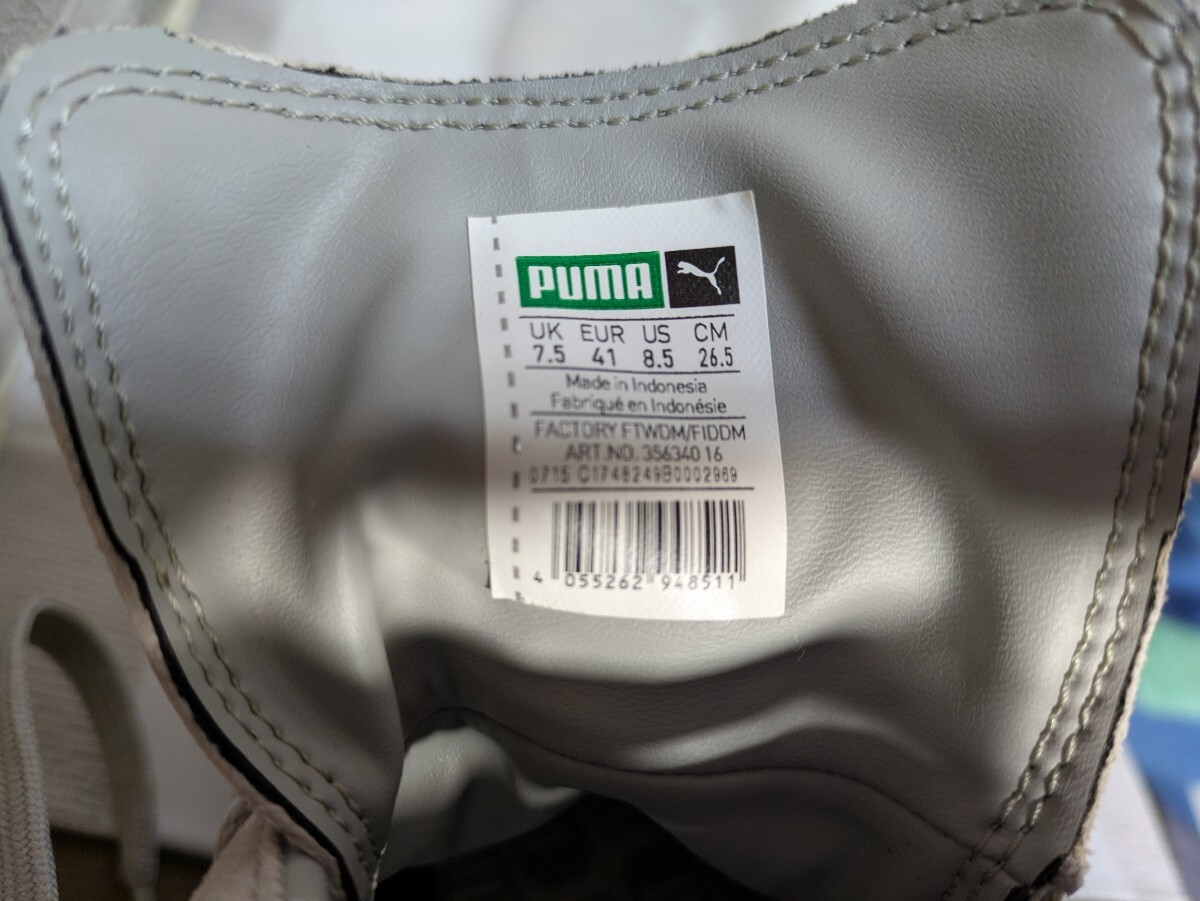 PUMA
UK EUR US CM
7.5 41 8.5 26.5
Made in Indonesia
Fabriqué en Indonésie
FACTORY FTWDM/FIDDM
ART.NO. 356340 16
0715 C1748249B0002969
4 055262 948511